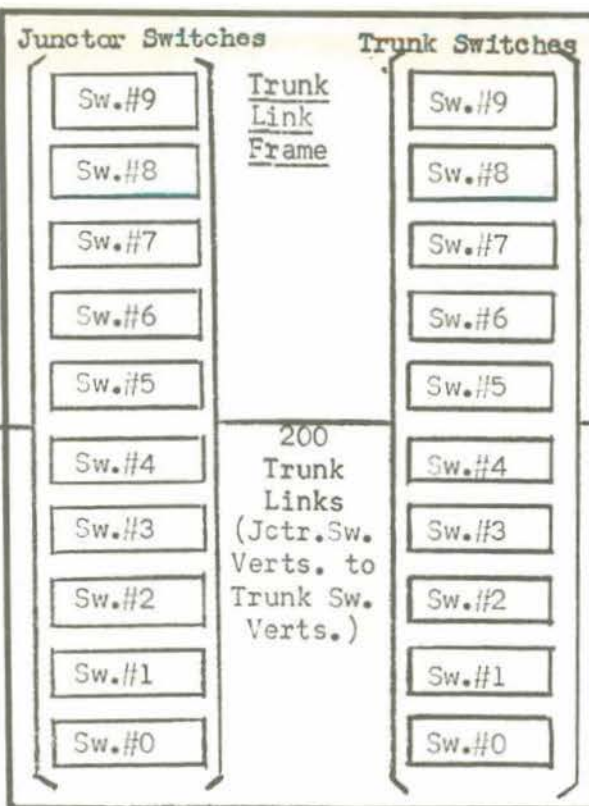 Junctor Switches
Trunk Switches
Trunk
Link
Frame
Sw.#9
Sw.#8
Sw.#7
Sw.#6
Sw.#5
Sw.#4
Sw.#3
Sw.#2
Sw.#1
Sw.#0
200
Trunk
Links
(Jctr.Sw.
Verts. to
Trunk Sw.
Verts.)
Sw.#9
Sw.#8
Sw.#7
Sw.#6
Sw.#5
Sw.#4
Sw.#3
Sw.#2
Sw.#1
Sw.#0